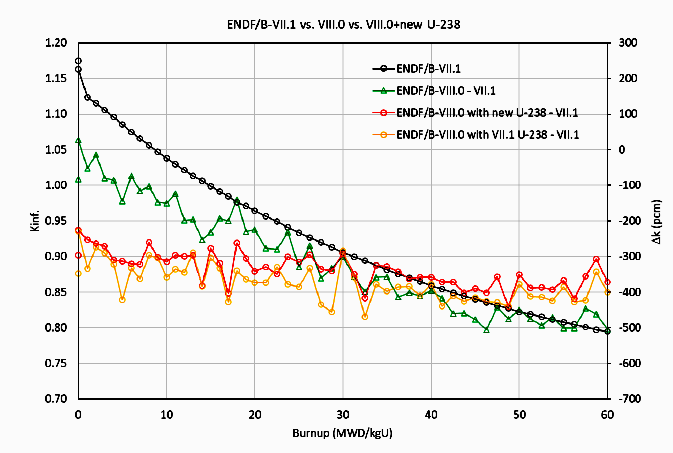 ENDF/B-VII.1 vs. VIII.0 vs. VIII.0+new U-238
1.20
1.15
1.10
1.05
1.00
0.95
0.90
0.85
0.80
0.75
0.70
Kinf.
300
200
100
0
-100
-200
-300
-400
-500
-600
-700
Δk (pcm)
ENDF/B-VII.1
ENDF/B-VIII.0 - VII.1
ENDF/B-VIII.0 with new U-238 - VII.1
ENDF/B-VIII.0 with VII.1 U-238 - VII.1
0 10 20 30 40 50 60
Burnup (MWD/kgU)